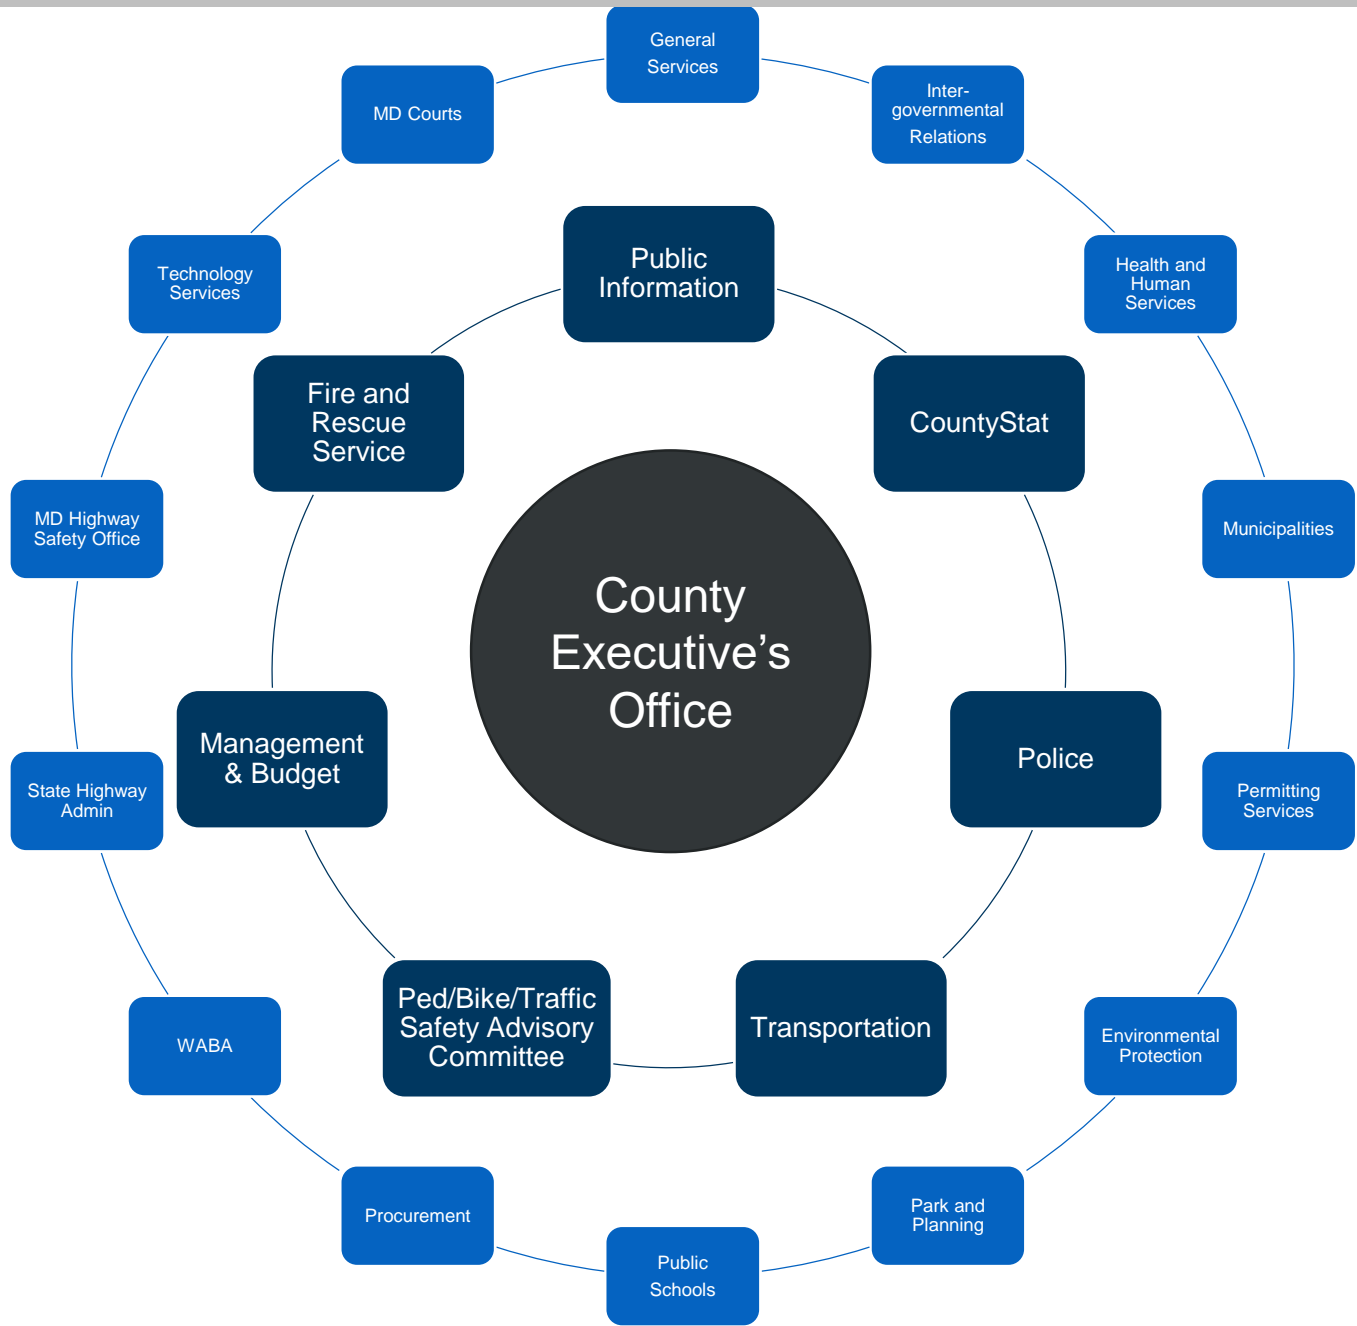 General
Services
MD Courts
Inter-
governmental
Relations
Technology
Services
Public
Information
Health and
Human
Services
Fire and
Rescue
Service
CountyStat
MD Highway
Safety Office
Municipalities
County
Executive’s
Office
Management
& Budget
Police
State Highway
Admin
Permitting
Services
Ped/Bike/Traffic
Safety Advisory
Committee
Transportation
WABA
Environmental
Protection
Procurement
Park and
Planning
Public
Schools